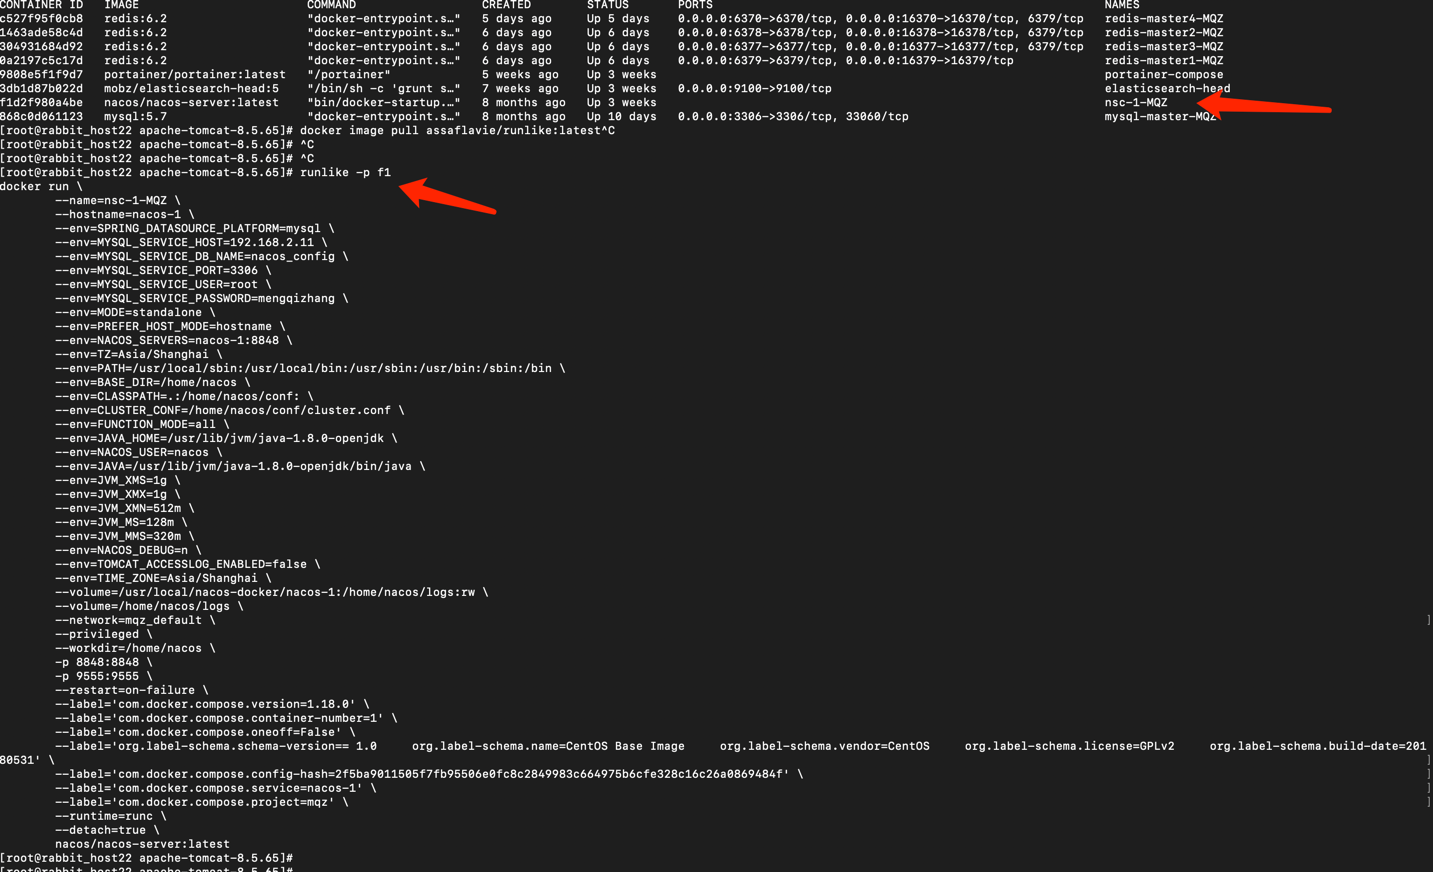 CONTAINER ID   IMAGE                        COMMAND                  CREATED        STATUS       PORTS                                                        NAMES
c527f95f0cb8   redis:6.2                    "docker-entrypoint.s…"   5 days ago     Up 5 days    0.0.0.0:6370->6370/tcp, 0.0.0.0:16370->16370/tcp, 6379/tcp   redis-master4-MQZ
1463ade58c4d   redis:6.2                    "docker-entrypoint.s…"   6 days ago     Up 6 days    0.0.0.0:6378->6378/tcp, 0.0.0.0:16378->16378/tcp, 6379/tcp   redis-master2-MQZ
304931684d92   redis:6.2                    "docker-entrypoint.s…"   6 days ago     Up 6 days    0.0.0.0:6377->6377/tcp, 0.0.0.0:16377->16377/tcp, 6379/tcp   redis-master3-MQZ
0a2197c5c17d   redis:6.2                    "docker-entrypoint.s…"   6 days ago     Up 6 days    0.0.0.0:6379->6379/tcp, 0.0.0.0:16379->16379/tcp             redis-master1-MQZ
9808e5f1f9d7   portainer/portainer:latest   "/portainer"             5 weeks ago    Up 3 weeks                                                                portainer-compose
3db1d87b022d   mobz/elasticsearch-head:5    "/bin/sh -c 'grunt s…"   7 weeks ago    Up 3 weeks   0.0.0.0:9100->9100/tcp                                       elasticsearch-head
f1d2f980a4be   nacos/nacos-server:latest    "bin/docker-startup.…"   8 months ago   Up 3 weeks                                                                nsc-1-MQZ
868c0d061123   mysql:5.7                    "docker-entrypoint.s…"   8 months ago   Up 10 days   0.0.0.0:3306->3306/tcp, 33060/tcp                            mysql-master-MQZ
[root@rabbit_host22 apache-tomcat-8.5.65]# docker image pull assaflavie/runlike:latest^C
[root@rabbit_host22 apache-tomcat-8.5.65]# ^C
[root@rabbit_host22 apache-tomcat-8.5.65]# ^C
[root@rabbit_host22 apache-tomcat-8.5.65]# runlike -p f1
docker run \
--name=nsc-1-MQZ \
--hostname=nacos-1 \
--env=SPRING_DATASOURCE_PLATFORM=mysql \
--env=MYSQL_SERVICE_HOST=192.168.2.11 \
--env=MYSQL_SERVICE_DB_NAME=nacos_config \
--env=MYSQL_SERVICE_PORT=3306 \
--env=MYSQL_SERVICE_USER=root \
--env=MYSQL_SERVICE_PASSWORD=mengqizhang \
--env=MODE=standalone \
--env=PREFER_HOST_MODE=hostname \
--env=NACOS_SERVERS=nacos-1:8848 \
--env=TZ=Asia/Shanghai \
--env=PATH=/usr/local/sbin:/usr/local/bin:/usr/sbin:/usr/bin:/sbin:/bin \
--env=BASE_DIR=/home/nacos \
--env=CLASSPATH=.:/home/nacos/conf: \
--env=CLUSTER_CONF=/home/nacos/conf/cluster.conf \
--env=FUNCTION_MODE=all \
--env=JAVA_HOME=/usr/lib/jvm/java-1.8.0-openjdk \
--env=NACOS_USER=nacos \
--env=JAVA=/usr/lib/jvm/java-1.8.0-openjdk/bin/java \
--env=JVM_XMS=1g \
--env=JVM_XMX=1g \
--env=JVM_XMN=512m \
--env=JVM_MS=128m \
--env=JVM_MMS=320m \
--env=NACOS_DEBUG=n \
--env=TOMCAT_ACCESSLOG_ENABLED=false \
--env=TIME_ZONE=Asia/Shanghai \
--volume=/usr/local/nacos-docker/nacos-1:/home/nacos/logs:rw \
--volume=/home/nacos/logs \
--network=mqz_default \ ]
--privileged \
--workdir=/home/nacos \
-p 8848:8848 \
-p 9555:9555 \
--restart=on-failure \
--label='com.docker.compose.version=1.18.0' \
--label='com.docker.compose.container-number=1' \
--label='com.docker.compose.oneoff=False' \
--label='org.label-schema.schema-version== 1.0     org.label-schema.name=CentOS Base Image     org.label-schema.vendor=CentOS     org.label-schema.license=GPLv2     org.label-schema.build-date=201
80531' \ ]
--label='com.docker.compose.config-hash=2f5ba9011505f7fb95506e0fc8c2849983c664975b6cfe328c16c26a0869484f' \ ]
--label='com.docker.compose.service=nacos-1' \ ]
--label='com.docker.compose.project=mqz' \ ]
--runtime=runc \
--detach=true \
nacos/nacos-server:latest
[root@rabbit_host22 apache-tomcat-8.5.65]#
[root@rabbit_host22 apache-tomcat-8.5.65]#